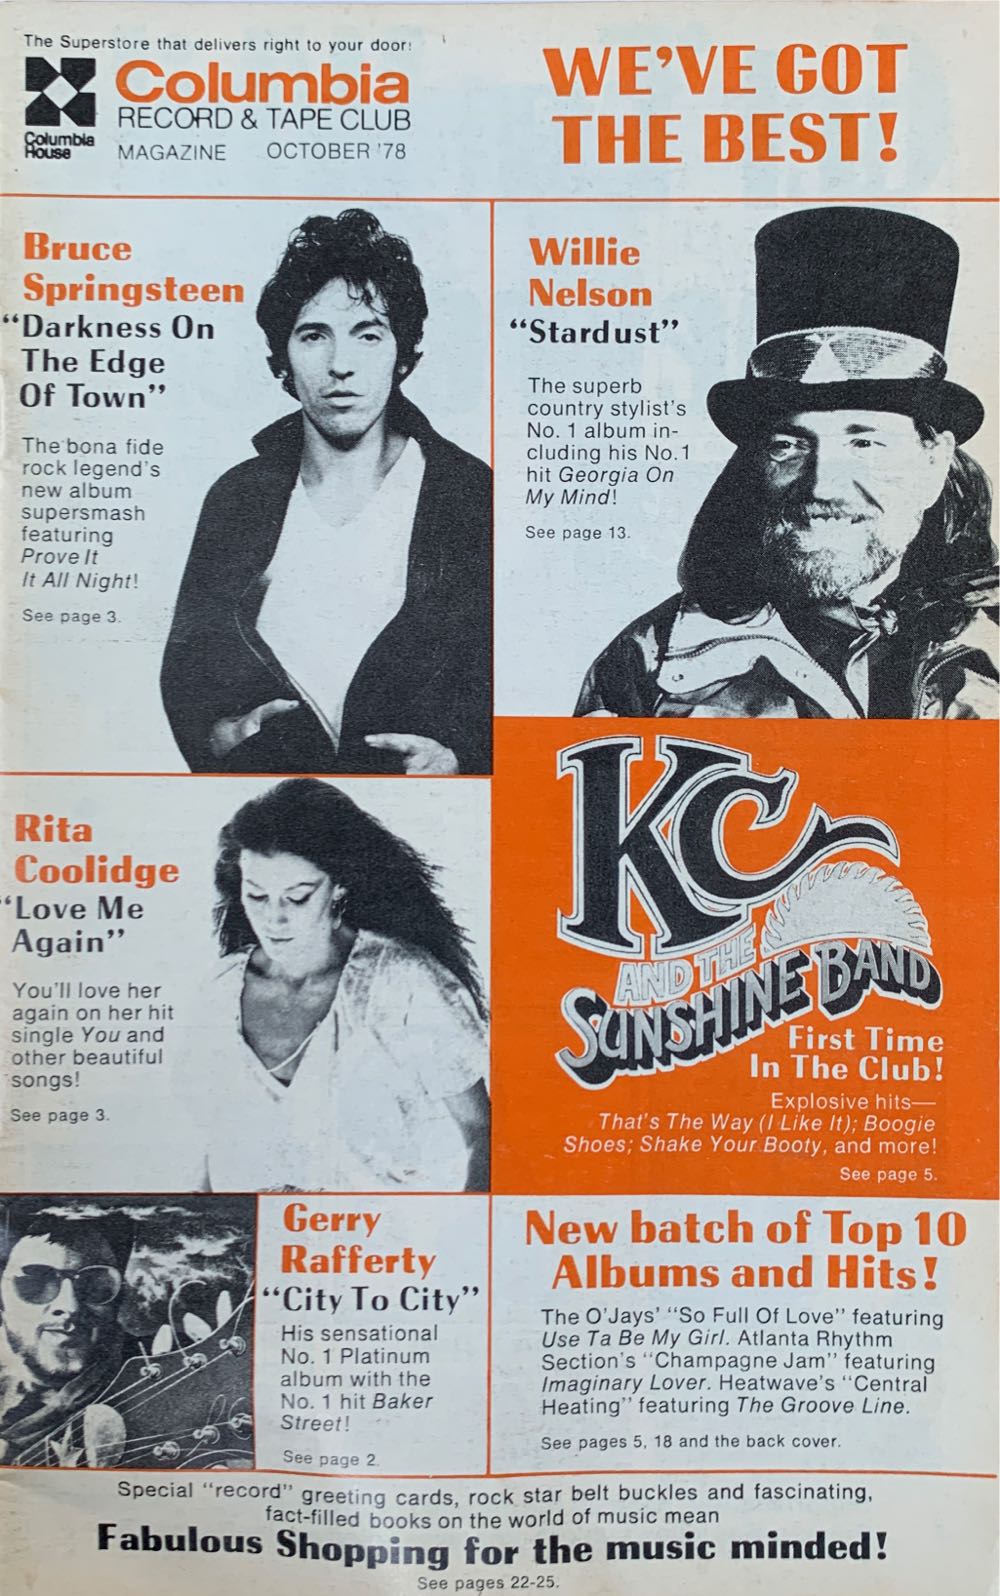 The Superstore that delivers right to your door!
Columbia
House
Columbia
RECORD & TAPE CLUB
MAGAZINE OCTOBER '78
WE'VE GOT
THE BEST!
Bruce
Springsteen
"Darkness On
The Edge
Of Town"
The bona fide
rock legend's
new album
supersmash
featuring
Prove It
It All Night!
See page 3.
Willie
Nelson
"Stardust"
The superb
country stylist's
No. 1 album in-
cluding his No.1
hit Georgia On
My Mind!
See page 13.
Rita
Coolidge
"Love Me
Again"
You'll love her
again on her hit
single You and
other beautiful
songs!
See page 3.
KC
AND THE
SUNSHINE BAND
First Time
In The Club!
Explosive hits—
That's The Way (I Like It); Boogie
Shoes; Shake Your Booty, and more!
See page 5.
Gerry
Rafferty
"City To City"
His sensational
No. 1 Platinum
album with the
No. 1 hit Baker
Street!
See page 2.
New batch of Top 10
Albums and Hits!
The O'Jays' "So Full Of Love" featuring
Use Ta Be My Girl. Atlanta Rhythm
Section's "Champagne Jam" featuring
Imaginary Lover. Heatwave's "Central
Heating" featuring The Groove Line.
See pages 5, 18 and the back cover.
Special "record" greeting cards, rock star belt buckles and fascinating,
fact-filled books on the world of music mean
Fabulous Shopping for the music minded!
See pages 22-25.